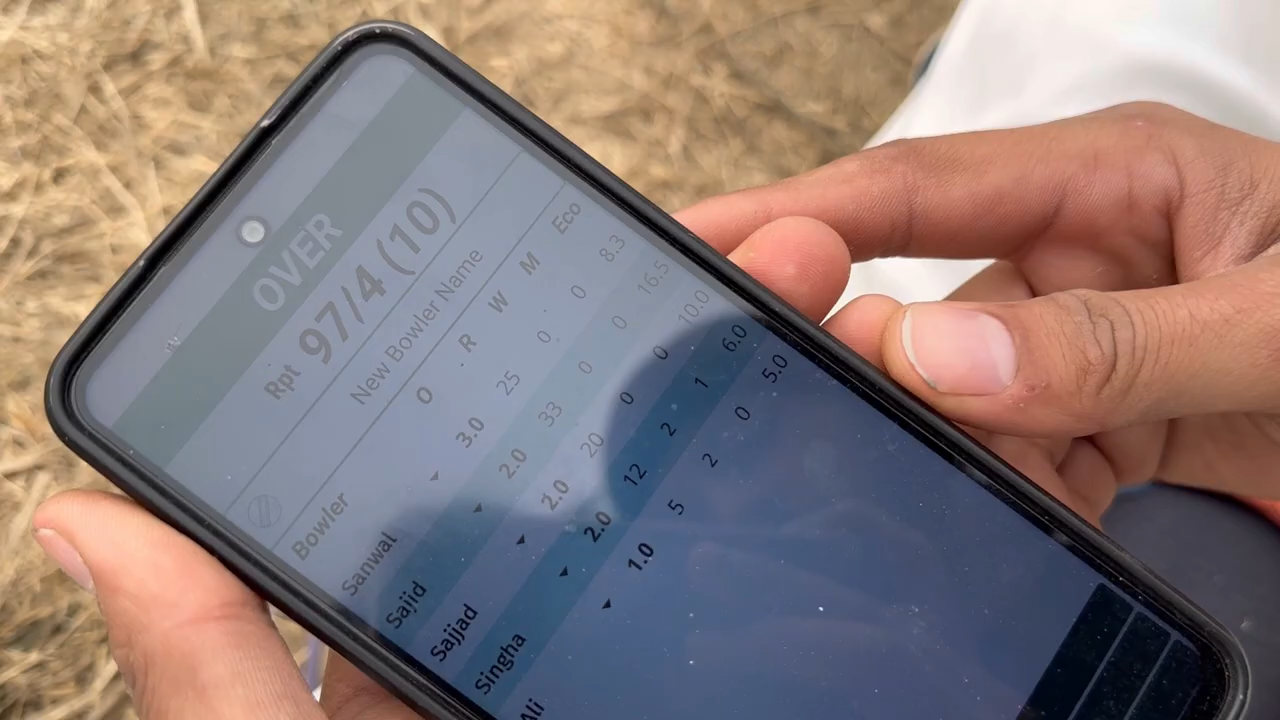 OVER
Rpt 97/4 (10)
New Bowler Name
Bowler O R W M Eco
Sanwal 3.0 25 0 0 8.3
Sajid 2.0 33 0 0 16.5
Sajjad 2.0 20 0 0 10.0
Singha 2.0 12 2 1 6.0
Ali 1.0 5 2 0 5.0